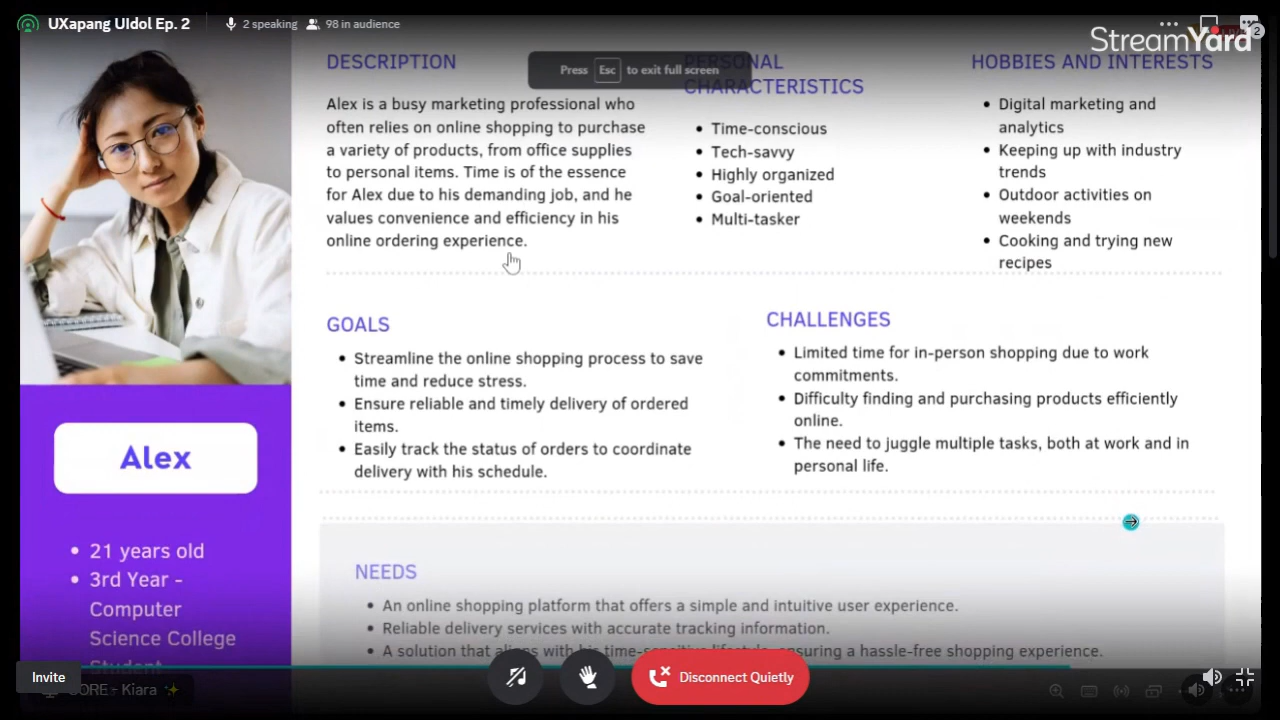 UXapang UIdol Ep. 2
2 speaking
98 in audience
StreamYard
2
Press Esc to exit full screen
DESCRIPTION
Alex is a busy marketing professional who
often relies on online shopping to purchase
a variety of products, from office supplies
to personal items. Time is of the essence
for Alex due to his demanding job, and he
values convenience and efficiency in his
online ordering experience.
PERSONAL
CHARACTERISTICS
• Time-conscious
• Tech-savvy
• Highly organized
• Goal-oriented
• Multi-tasker
HOBBIES AND INTERESTS
• Digital marketing and
analytics
• Keeping up with industry
trends
• Outdoor activities on
weekends
• Cooking and trying new
recipes
GOALS
• Streamline the online shopping process to save
time and reduce stress.
• Ensure reliable and timely delivery of ordered
items.
• Easily track the status of orders to coordinate
delivery with his schedule.
CHALLENGES
• Limited time for in-person shopping due to work
commitments.
• Difficulty finding and purchasing products efficiently
online.
• The need to juggle multiple tasks, both at work and in
personal life.
Alex
• 21 years old
• 3rd Year -
Computer
Science College
Student
NEEDS
• An online shopping platform that offers a simple and intuitive user experience.
• Reliable delivery services with accurate tracking information.
• A solution that aligns with his time-sensitive lifestyle, ensuring a hassle-free shopping experience.
Invite
Disconnect Quietly
CORE - Kiara ✨